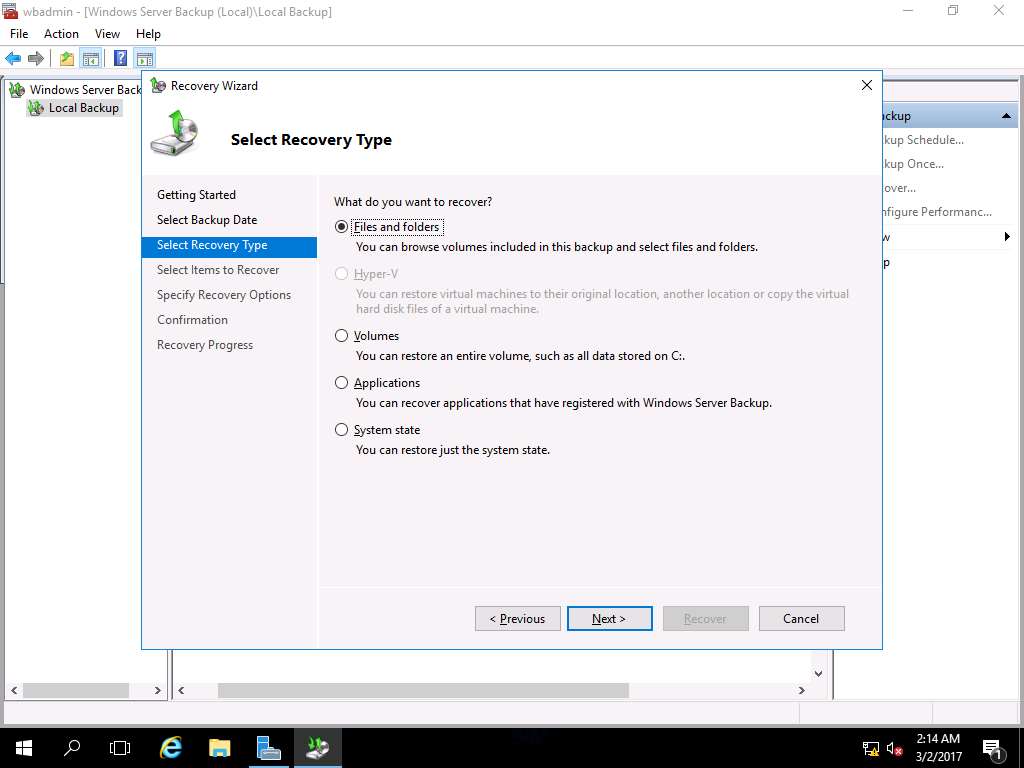 wbadmin - [Windows Server Backup (Local)\Local Backup]
File Action View Help
Windows Server Back
Local Backup
Recovery Wizard
Select Recovery Type
Getting Started
Select Backup Date
Select Recovery Type
Select Items to Recover
Specify Recovery Options
Confirmation
Recovery Progress
What do you want to recover?
Files and folders
You can browse volumes included in this backup and select files and folders.
Hyper-V
You can restore virtual machines to their original location, another location or copy the virtual
hard disk files of a virtual machine.
Volumes
You can restore an entire volume, such as all data stored on C:.
Applications
You can recover applications that have registered with Windows Server Backup.
System state
You can restore just the system state.
< Previous Next > Recover Cancel
ackup
kup Schedule...
kup Once...
over...
nfigure Performanc...
w
p
2:14 AM
3/2/2017
1